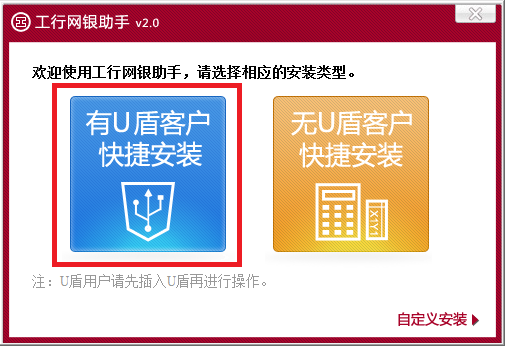 工行网银助手 v2.0
欢迎使用工行网银助手，请选择相应的安装类型。
有U盾客户
快捷安装
无U盾客户
快捷安装
X1Y1
注：U盾用户请先插入U盾再进行操作。
自定义安装